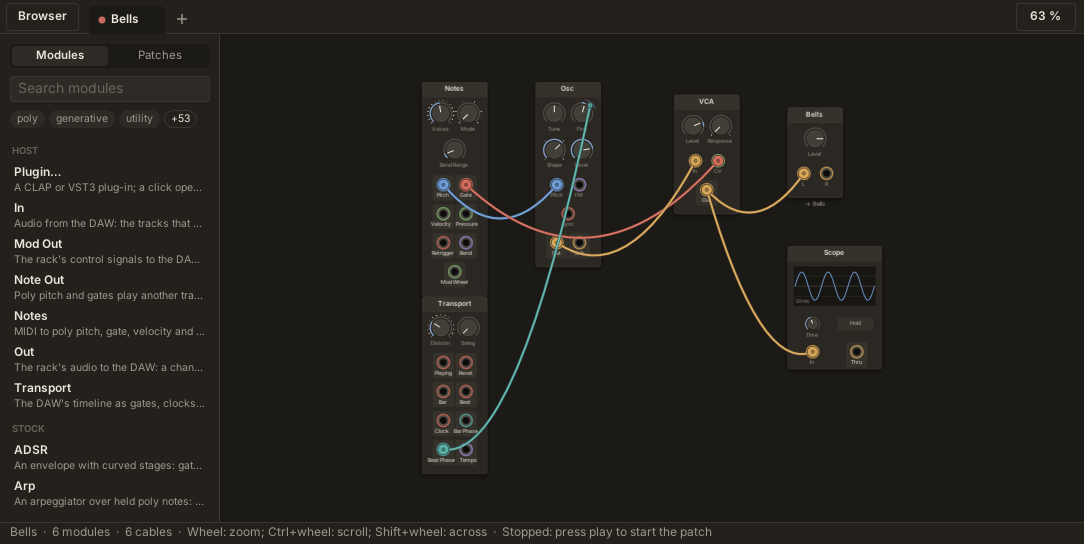 Browser
Bells
+
63 %
Modules
Patches
Search modules
poly
generative
utility
+53
HOST
Plugin...
A CLAP or VST3 plug-in; a click ope...
In
Audio from the DAW: the tracks that ...
Mod Out
The rack's control signals to the DA...
Note Out
Poly pitch and gates play another tra...
Notes
MIDI to poly pitch, gate, velocity and ...
Out
The rack's audio to the DAW: a chan...
Transport
The DAW's timeline as gates, clocks...
STOCK
ADSR
An envelope with curved stages: gat...
Arp
An arpeggiator over held poly notes: ...
Notes
Voices
Mode
Bend Range
Pitch
Gate
Velocity
Pressure
Retrigger
Bend
Mod Wheel
Transport
Division
Swing
Playing
Reset
Bar
Beat
Clock
Bar Phase
Beat Phase
Tempo
Osc
Tune
Shape
Pitch
FM
Sync
Out
VCA
Level
Response
In
CV
Out
Bells
Level
L
R
→ Bells
Scope
20 ms
Time
Hold
In
Thru
Bells · 6 modules · 6 cables · Wheel: zoom; Ctrl+wheel: scroll; Shift+wheel: across · Stopped: press play to start the patch